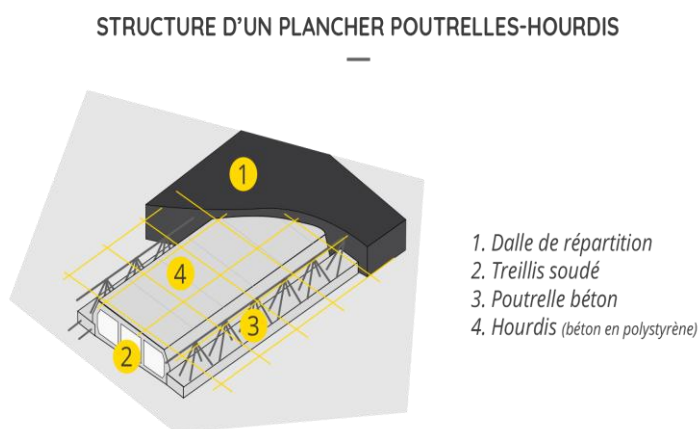 STRUCTURE D'UN PLANCHER POUTRELLES-HOURDIS
1
4
3
2
1. Dalle de répartition
2. Treillis soudé
3. Poutrelle béton
4. Hourdis (béton en polystyrène)